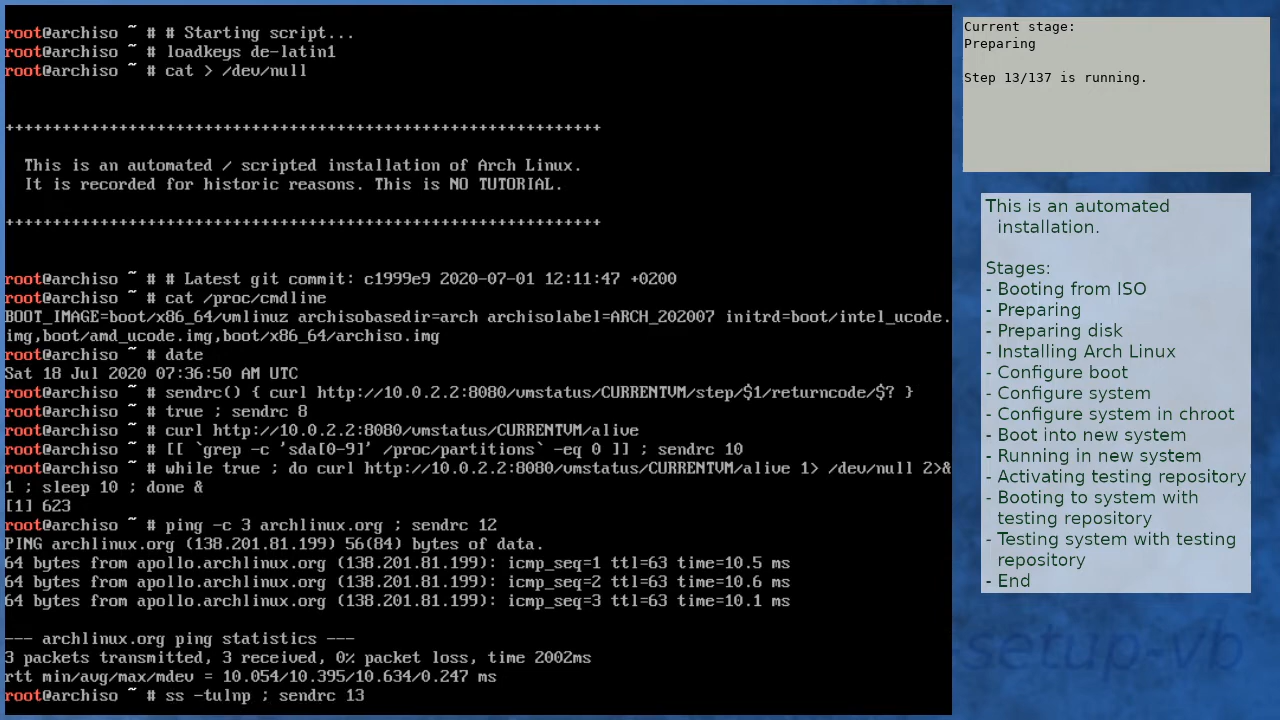 root@archiso ~ # # Starting script...
root@archiso ~ # loadkeys de-latin1
root@archiso ~ # cat > /dev/null
++++++++++++++++++++++++++++++++++++++++++++++++++++++++++++++++
This is an automated / scripted installation of Arch Linux.
It is recorded for historic reasons. This is NO TUTORIAL.
++++++++++++++++++++++++++++++++++++++++++++++++++++++++++++++++
root@archiso ~ # # Latest git commit: c1999e9 2020-07-01 12:11:47 +0200
root@archiso ~ # cat /proc/cmdline
BOOT_IMAGE=boot/x86_64/vmlinuz archisobasedir=arch archisolabel=ARCH_202007 initrd=boot/intel_ucode.
img,boot/amd_ucode.img,boot/x86_64/archiso.img
root@archiso ~ # date
Sat 18 Jul 2020 07:36:50 AM UTC
root@archiso ~ # sendrc() { curl http://10.0.2.2:8080/vmstatus/CURRENTVM/step/$1/returncode/$? }
root@archiso ~ # true ; sendrc 8
root@archiso ~ # curl http://10.0.2.2:8080/vmstatus/CURRENTVM/alive
root@archiso ~ # [[ `grep -c 'sda[0-9]' /proc/partitions` -eq 0 ]] ; sendrc 10
root@archiso ~ # while true ; do curl http://10.0.2.2:8080/vmstatus/CURRENTVM/alive 1> /dev/null 2>&
1 ; sleep 10 ; done &
[1] 623
root@archiso ~ # ping -c 3 archlinux.org ; sendrc 12
PING archlinux.org (138.201.81.199) 56(84) bytes of data.
64 bytes from apollo.archlinux.org (138.201.81.199): icmp_seq=1 ttl=63 time=10.5 ms
64 bytes from apollo.archlinux.org (138.201.81.199): icmp_seq=2 ttl=63 time=10.6 ms
64 bytes from apollo.archlinux.org (138.201.81.199): icmp_seq=3 ttl=63 time=10.1 ms
--- archlinux.org ping statistics ---
3 packets transmitted, 3 received, 0% packet loss, time 2002ms
rtt min/avg/max/mdev = 10.054/10.395/10.634/0.247 ms
root@archiso ~ # ss -tulnp ; sendrc 13
Current stage:
Preparing
Step 13/137 is running.
This is an automated
installation.
Stages:
- Booting from ISO
- Preparing
- Preparing disk
- Installing Arch Linux
- Configure boot
- Configure system
- Configure system in chroot
- Boot into new system
- Running in new system
- Activating testing repository
- Booting to system with
testing repository
- Testing system with testing
repository
- End
setup-vb